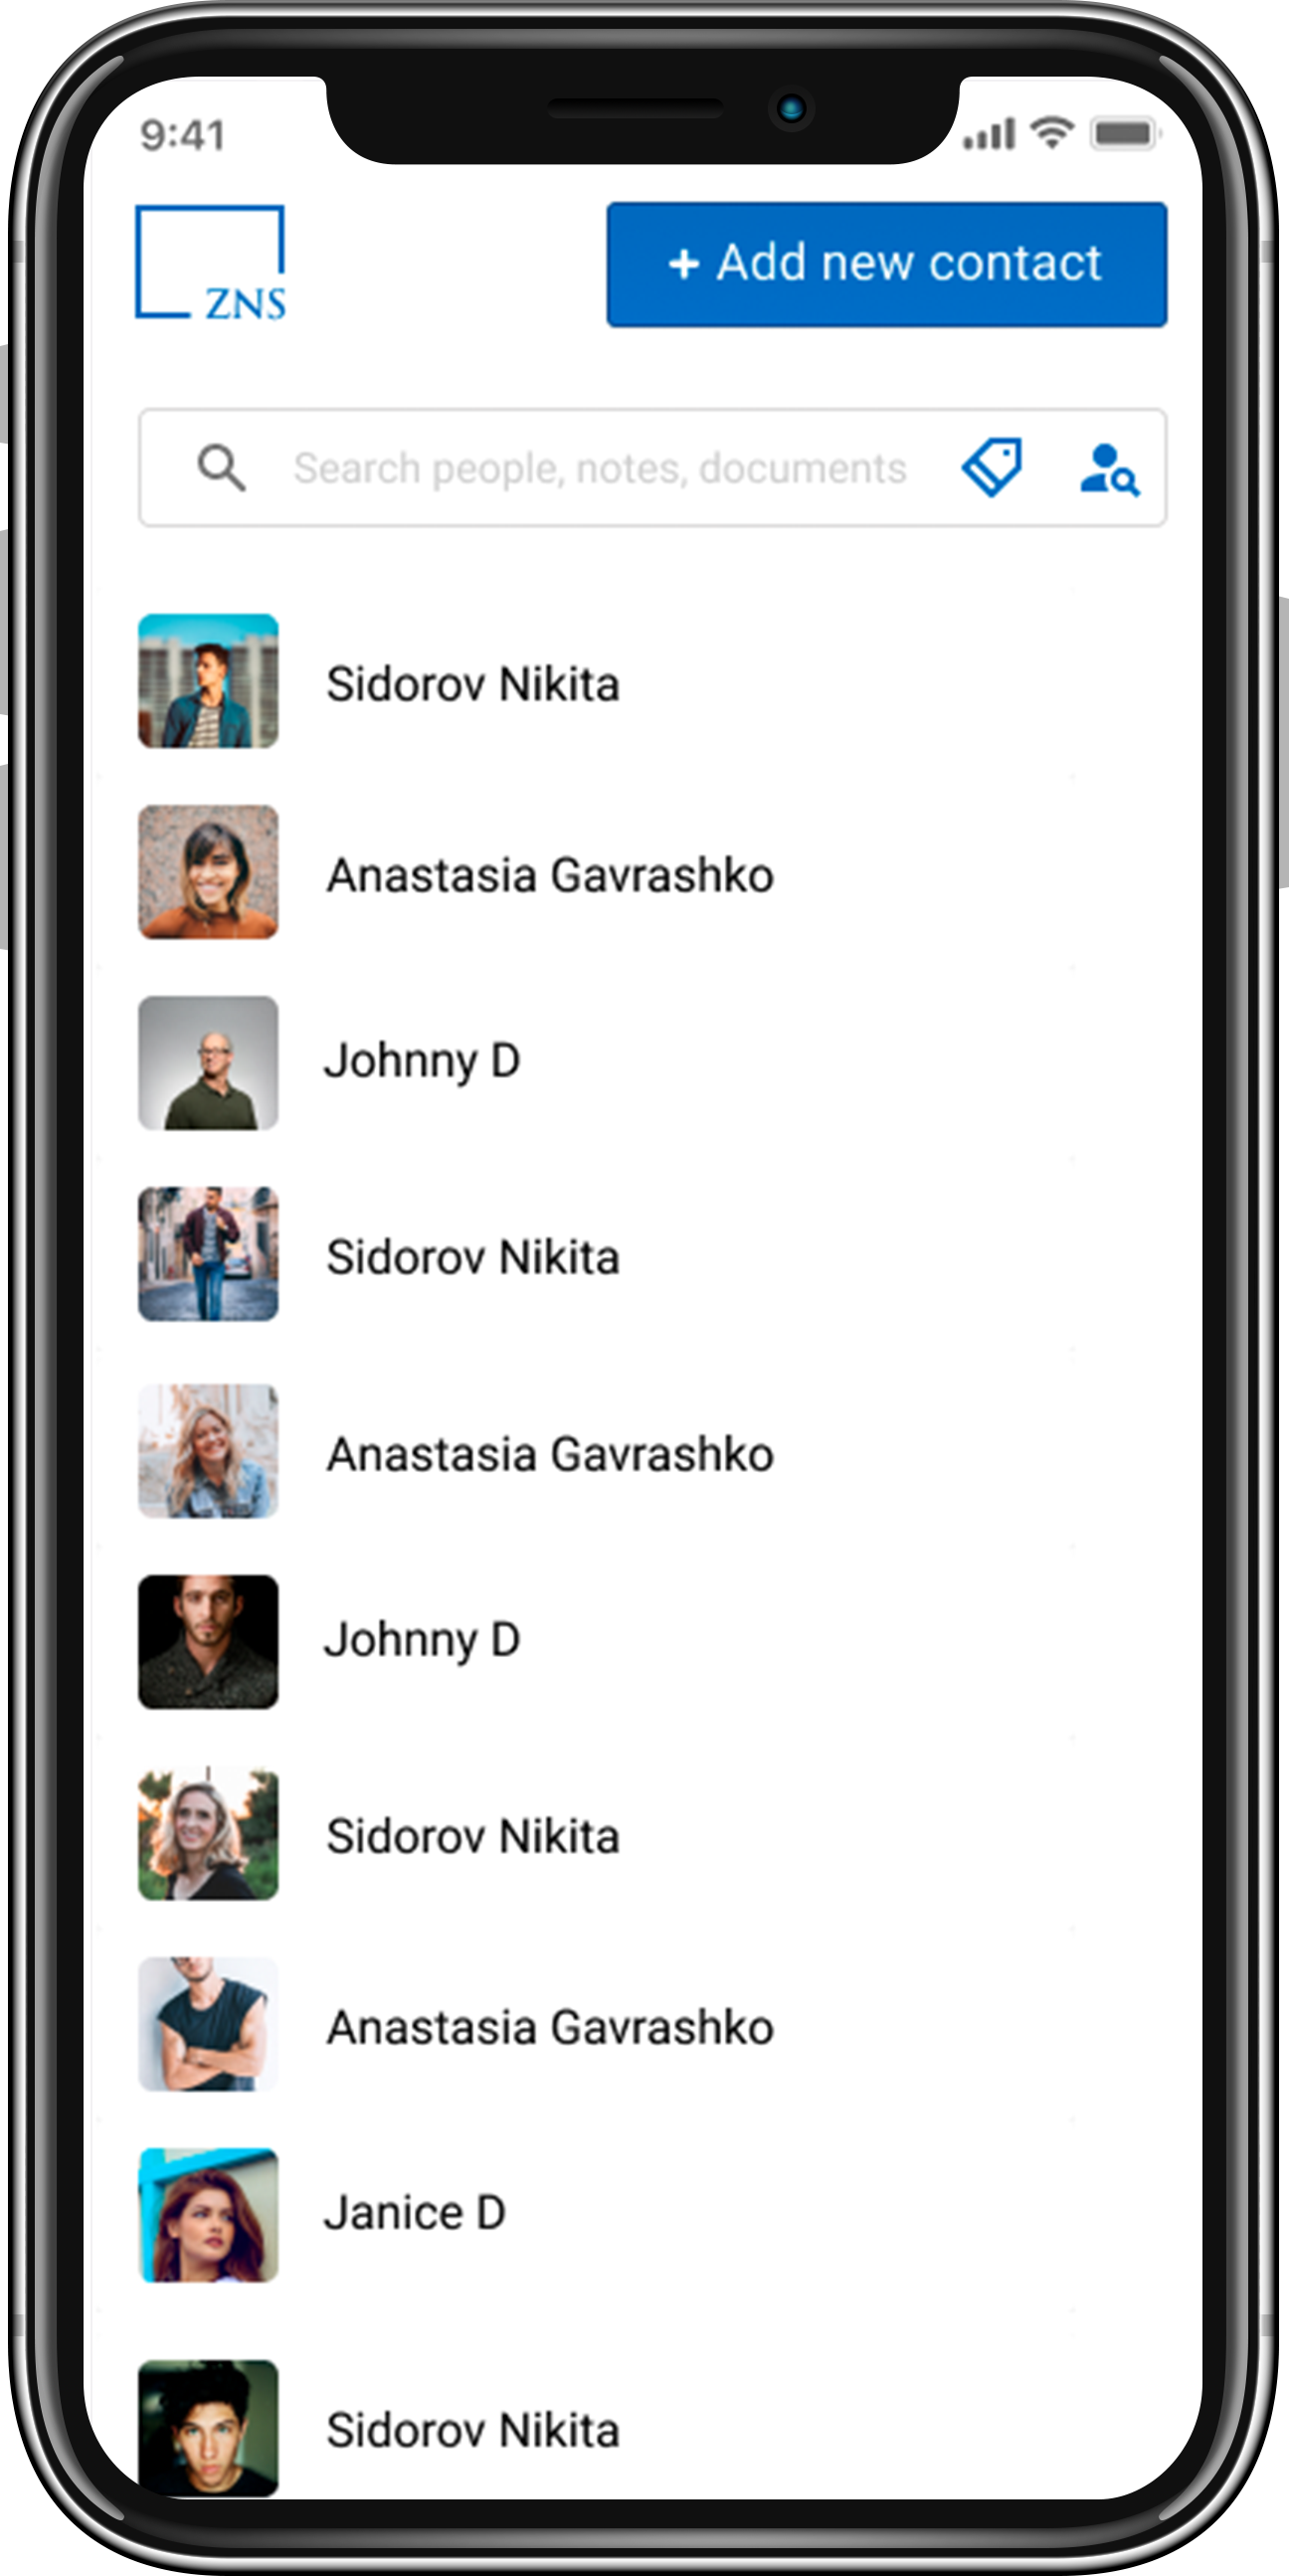 9:41
ZNS
+ Add new contact
Search people, notes, documents
Sidorov Nikita
Anastasia Gavrashko
Johnny D
Sidorov Nikita
Anastasia Gavrashko
Johnny D
Sidorov Nikita
Anastasia Gavrashko
Janice D
Sidorov Nikita